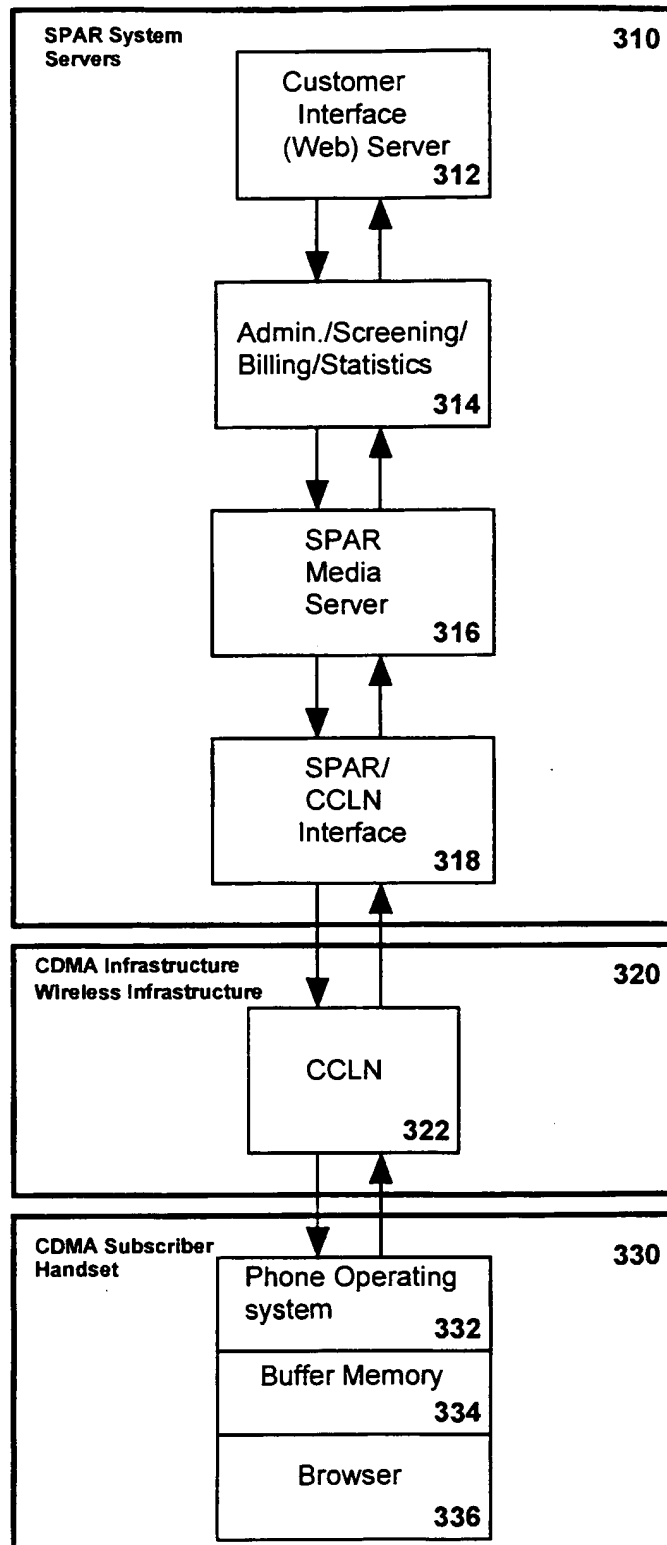 SPAR System
Servers
310
Customer
Interface
(Web) Server
312
Admin./Screening/
Billing/Statistics
314
SPAR
Media
Server
316
SPAR/
CCLN
Interface
318
CDMA Infrastructure
Wireless Infrastructure
320
CCLN
322
CDMA Subscriber
Handset
330
Phone Operating
system
332
Buffer Memory
334
Browser
336